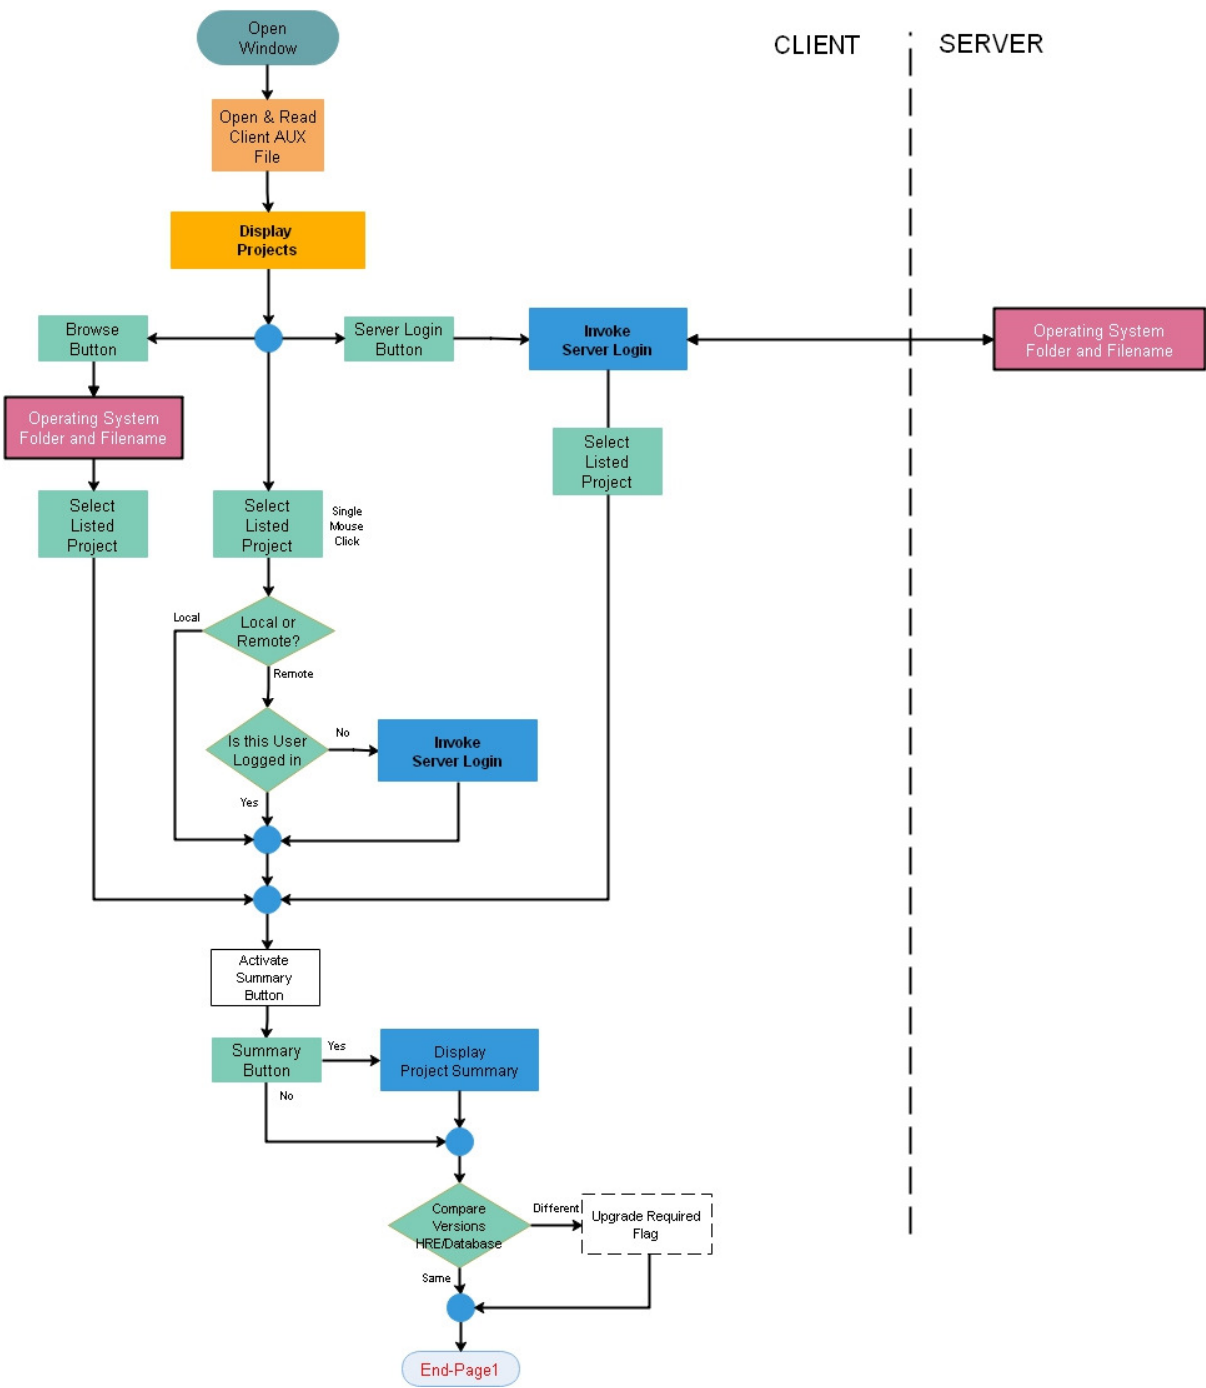 Open
Window
CLIENT
SERVER
Open & Read
Client AUX
File
Display
Projects
Browse
Button
Server Login
Button
Invoke
Server Login
Operating System
Folder and Filename
Operating System
Folder and Filename
Select
Listed
Project
Select
Listed
Project
Select
Listed
Project
Single
Mouse
Click
Local
Local or
Remote?
Remote
Is this User
Logged in
No
Invoke
Server Login
Yes
Activate
Summary
Button
Summary
Button
Yes
Display
Project Summary
No
Compare
Versions
HRE/Database
Different
Upgrade Required
Flag
Same
End-Page1